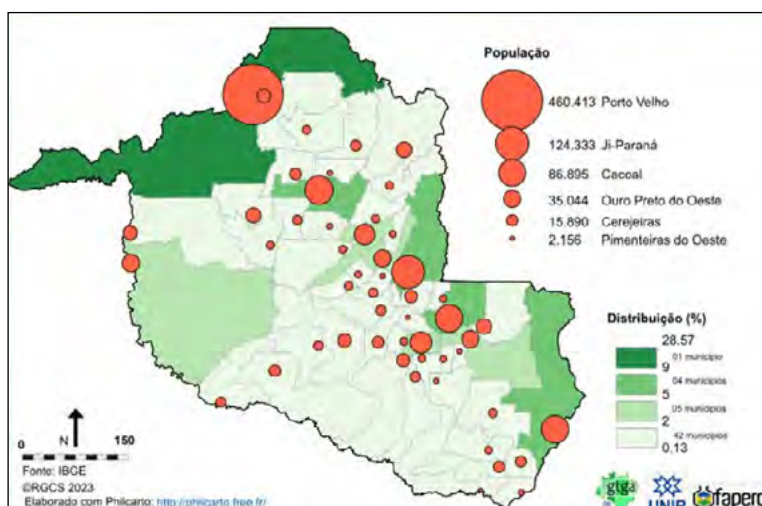 População
460.413 Porto Velho
124.333 Ji-Paraná
86.895 Cacoal
35.044 Ouro Preto do Oeste
15.890 Cerejeiras
2.156 Pimenteiras do Oeste
Distribuição (%)
28.57
01 município
9
04 municípios
5
05 municípios
2
42 municípios
0,13
N
0 150
Fonte: IBGE
©RGCS 2023
Elaborado com Philcarto: http://philcarto.free.fr/
gtga
UNIR
fapero